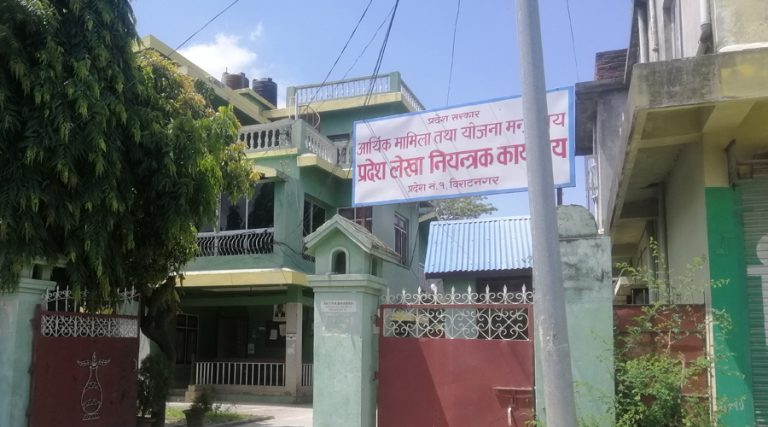 प्रदेश सरकार
आर्थिक मामिला तथा योजना
प्रदेश लेखा नियन्त्रक
प्रदेश नं. १, विराटनगर